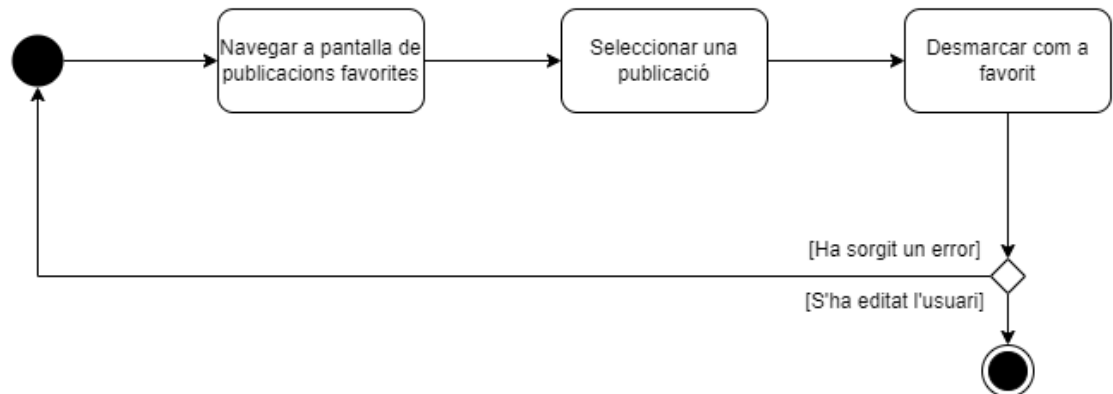 Navegar a pantalla de
publicacions favorites
Seleccionar una
publicació
Desmarcar com a
favorit
[Ha sorgit un error]
[S'ha editat l'usuari]